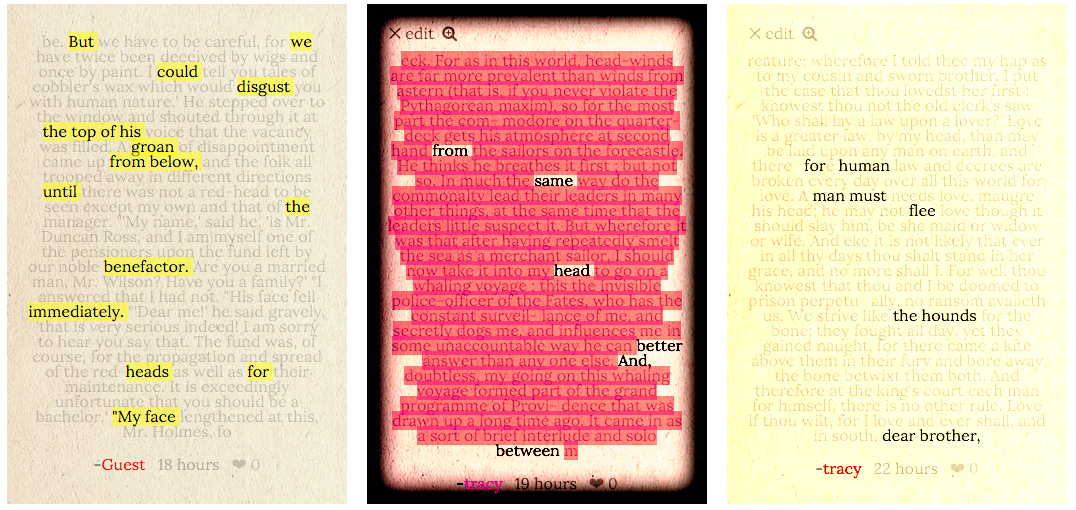 be. But we have to be careful, for we
have twice been deceived by wigs and
once by paint. I could tell you tales of
cobbler's wax which would disgust you
with human nature.' He stepped over to
the window and shouted through it at
the top of his voice that the vacancy
was filled. A groan of disappointment
came up from below, and the folk all
trooped away in different directions
until there was not a red-head to be
seen except my own and that of the
manager. "'My name,' said he, 'is Mr.
Duncan Ross, and I am myself one of
the pensioners upon the fund left by
our noble benefactor. Are you a married
man, Mr. Wilson? Have you a family?' "I
answered that I had not. "His face fell
immediately. "'Dear me!' he said gravely,
'that is very serious indeed! I am sorry
to hear you say that. The fund was, of
course, for the propagation and spread
of the red- heads as well as for their
maintenance. It is exceedingly
unfortunate that you should be a
bachelor.' "My face lengthened at this,
Mr. Holmes, fo
-Guest 18 hours ❤ 0
✕ edit
eck. For as in this world, head-winds
are far more prevalent than winds from
astern (that is, if you never violate the
Pythagorean maxim), so for the most
part the com- modore on the quarter-
deck gets his atmosphere at second
hand from the sailors on the forecastle.
He thinks he breathes it first ; but not
so. In much the same way do the
commonalty lead their leaders in many
other things, at the same time that the
leaders little suspect it. But wherefore it
was that after having repeatedly smelt
the sea as a merchant sailor, I should
now take it into my head to go on a
whaling voyage ; this the invisible
police-officer of the Fates, who has the
constant surveil- lance of me, and
secretly dogs me, and influences me in
some unaccountable way he can better
answer than any one else. And,
doubtless, my going on this whaling
voyage formed part of the grand
programme of Provi- dence that was
drawn up a long time ago. It came in as
a sort of brief interlude and solo
between m
-tracy 19 hours ❤ 0
✕ edit
reature; wherefore I told thee my hap as
to my cousin and sworn brother. I put
the case that thou lovedst her first :
knowest thou not the old clerk's saw
'Who shall lay a law upon a lover?' Love
is a greater law, by my head, than may
be laid upon any man on earth, and
therefore human law and decrees are
broken every day over all this world for
love. A man must needs love, maugre
his head; he may not flee love though it
should slay him, be she maid or widow
or wife. And eke it is not likely that ever
in all thy days thou shalt stand in her
grace, and no more shall I. For well thou
knowest that thou and I be doomed to
prison perpetu- ally, no ransom availeth
us. We strive like the hounds for the
bone; they fought all day, yet they
gained naught, for there came a kite
above them in their fury and bore away
the bone betwixt them both. And
therefore at the king's court each man
for himself, there is no other rule. Love
if thou wilt, for I love and ever shall, and
in sooth, dear brother,
-tracy 22 hours ❤ 0